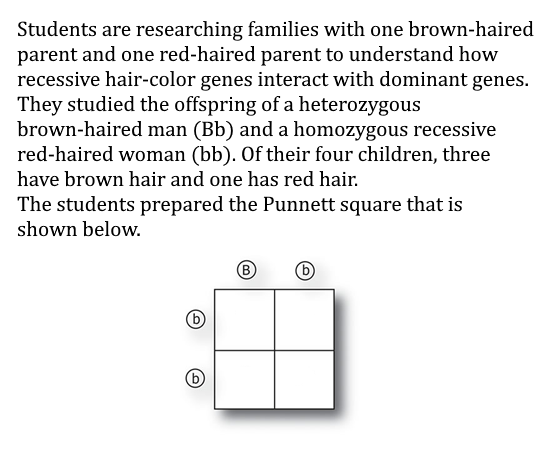 Students are researching families with one brown-haired
parent and one red-haired parent to understand how
recessive hair-color genes interact with dominant genes.
They studied the offspring of a heterozygous
brown-haired man (Bb) and a homozygous recessive
red-haired woman (bb). Of their four children, three
have brown hair and one has red hair.
The students prepared the Punnett square that is
shown below.
B b
b
b